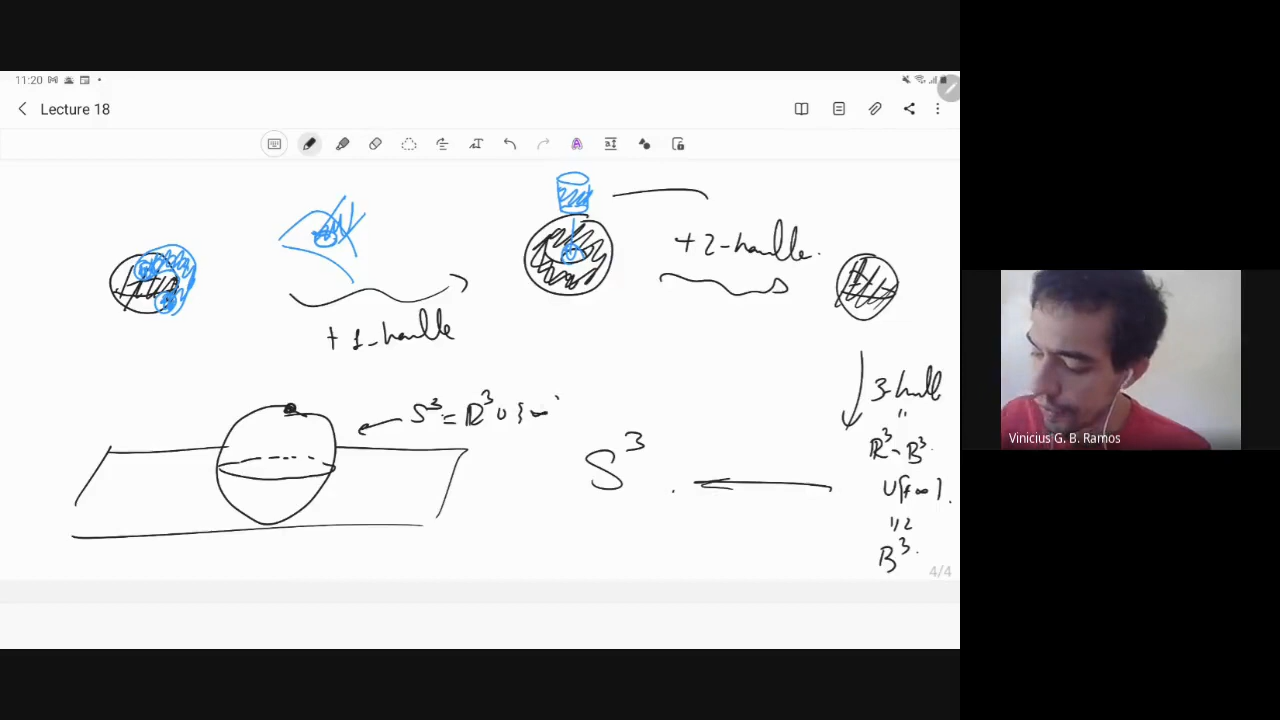 11:20
Lecture 18
+ 1-handle
+ 2-handle.
S³ = ℝ³ ∪ {∞
3-handle
"
ℝ³ - B³.
∪ {∞}.
B³.
S³.
4/4
Vinicius G. B. Ramos